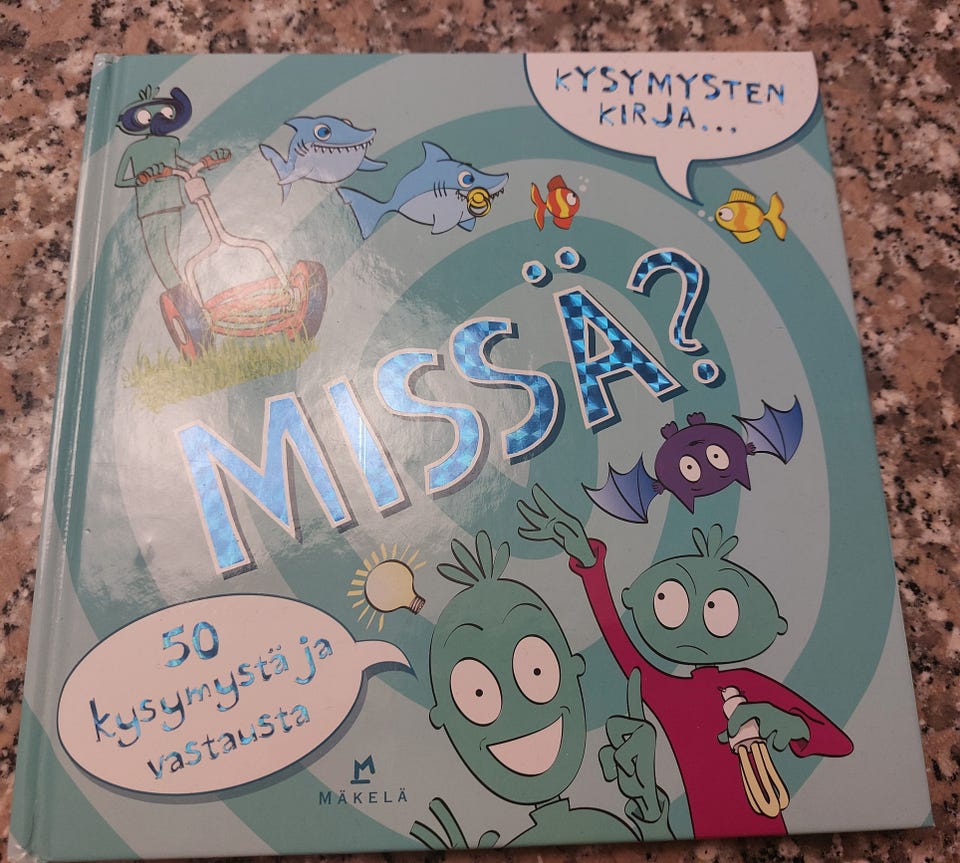 KYSYMYSTEN
KIRJA...
MISSÄ?
50
kysymystä ja
vastausta
M
MÄKELÄ